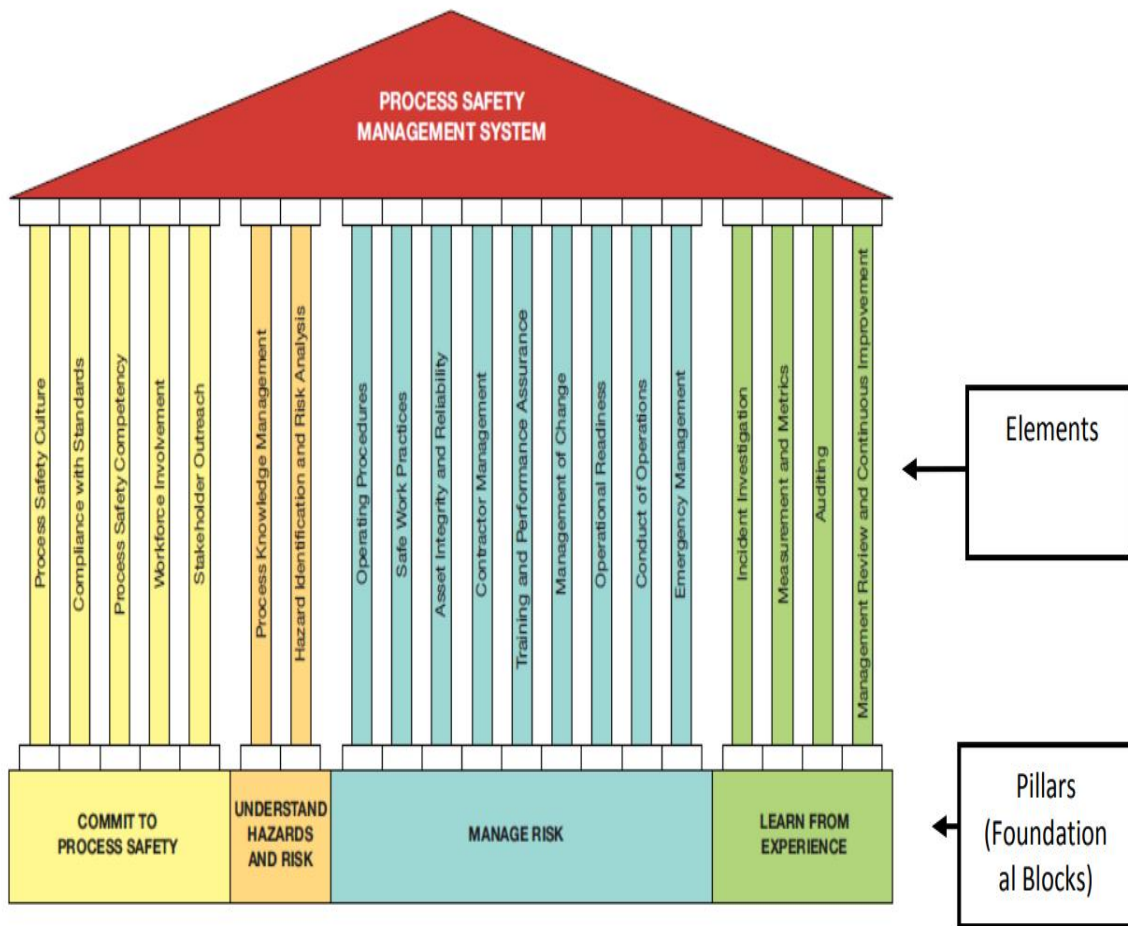 PROCESS SAFETY
MANAGEMENT SYSTEM
Process Safety Culture
Compliance with Standards
Process Safety Competency
Workforce Involvement
Stakeholder Outreach
Process Knowledge Management
Hazard Identification and Risk Analysis
Operating Procedures
Safe Work Practices
Asset Integrity and Reliability
Contractor Management
Training and Performance Assurance
Management of Change
Operational Readiness
Conduct of Operations
Emergency Management
Incident Investigation
Measurement and Metrics
Auditing
Management Review and Continuous Improvement
Elements
COMMIT TO
PROCESS SAFETY
UNDERSTAND
HAZARDS
AND RISK
MANAGE RISK
LEARN FROM
EXPERIENCE
Pillars
(Foundation
al Blocks)